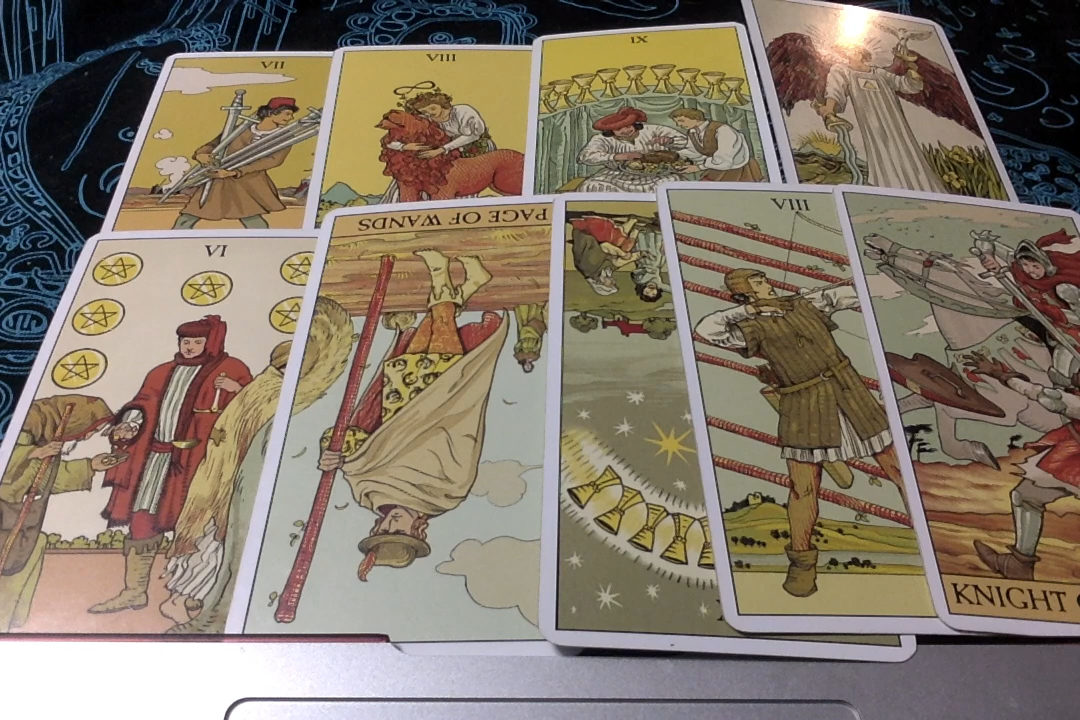 VII
VIII
IX
VI
PAGE OF WANDS
VIII
KNIGHT